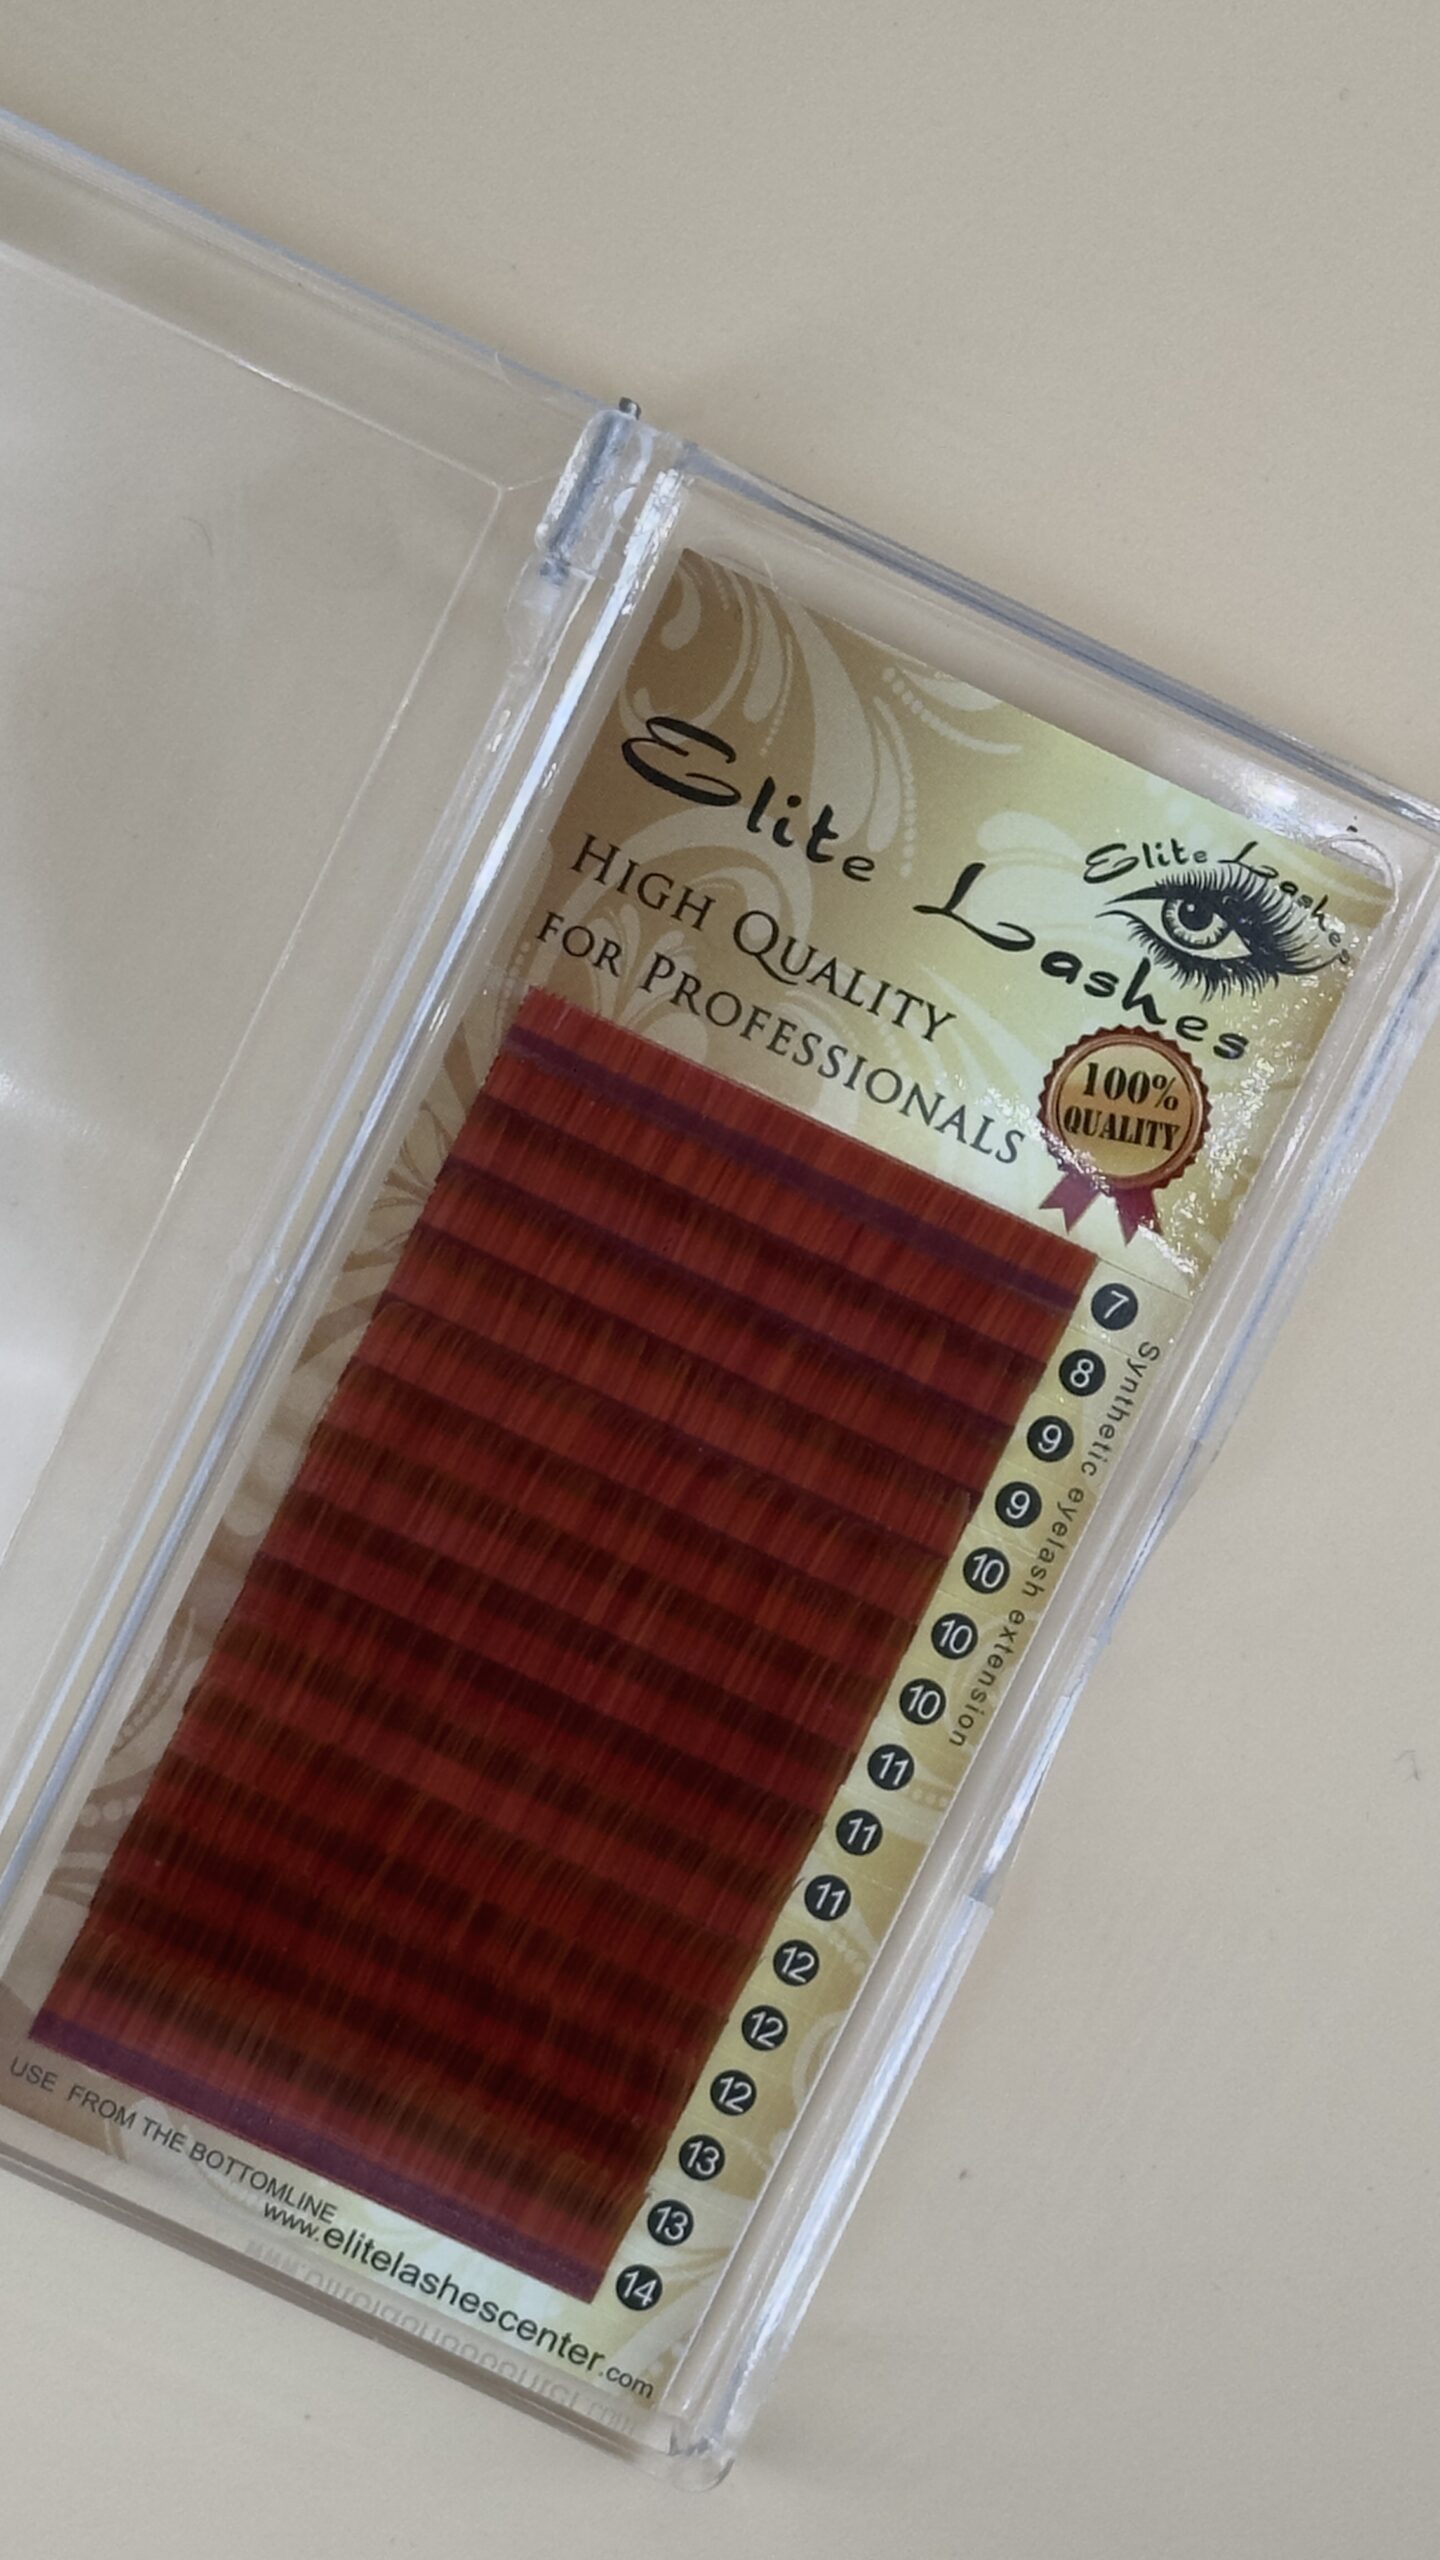 Elite Lashes
Elite Lashes
HIGH QUALITY
FOR PROFESSIONALS
100%
QUALITY
7
8
9
9
10
10
10
11
11
11
12
12
12
13
13
14
Synthetic eyelash extension
USE FROM THE BOTTOMLINE
www.elitelashescenter.com